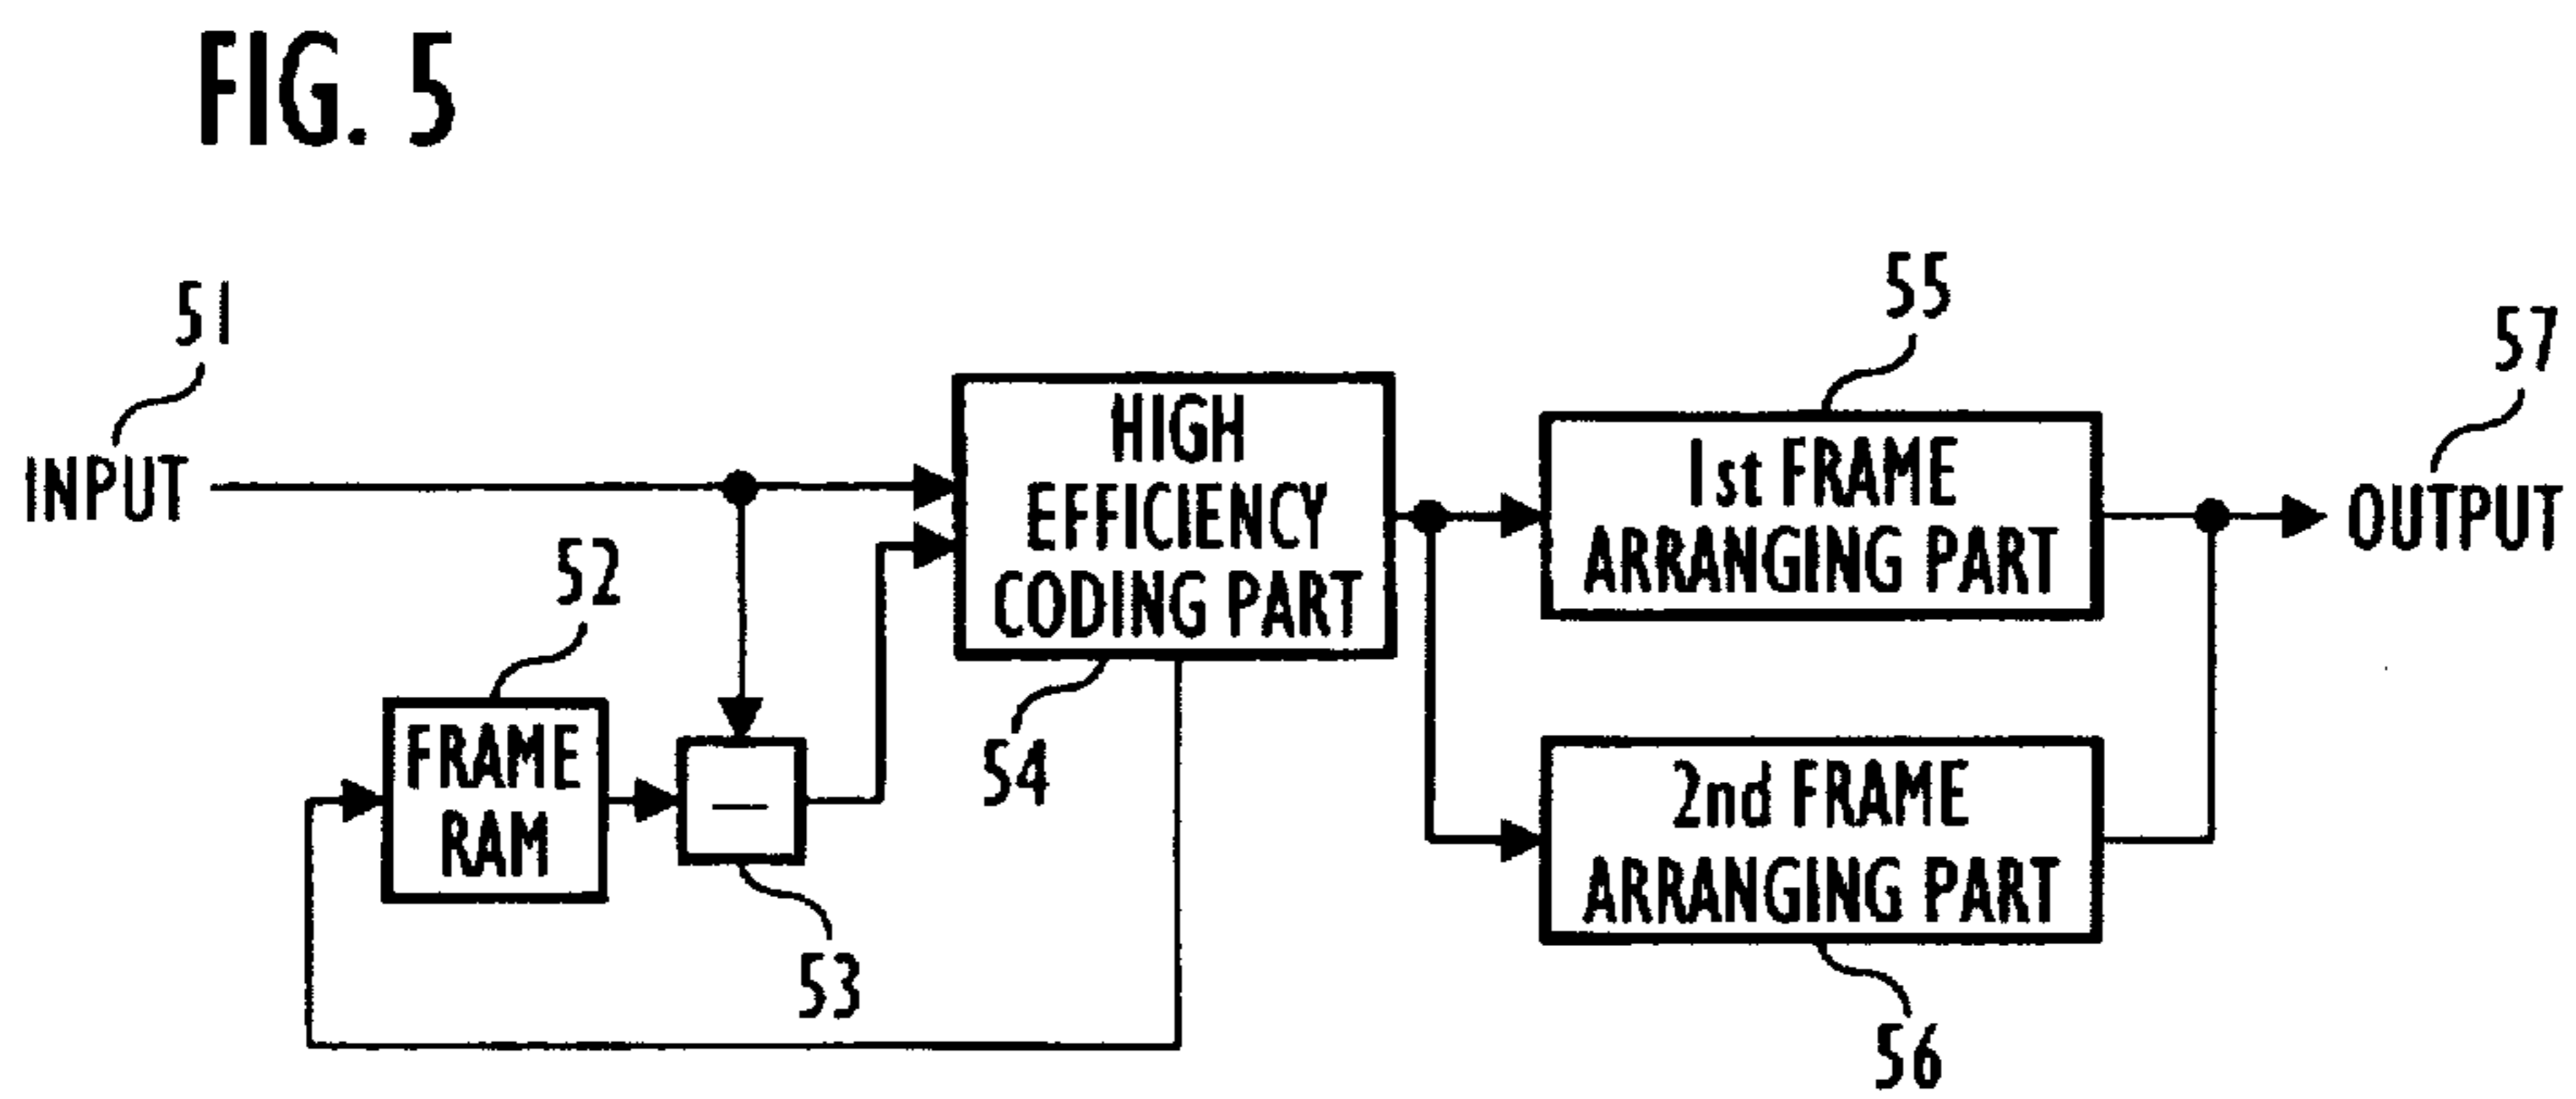 FIG. 5
51
INPUT
52
FRAME
RAM
—
53
HIGH
EFFICIENCY
CODING PART
54
55
1st FRAME
ARRANGING PART
2nd FRAME
ARRANGING PART
56
57
OUTPUT